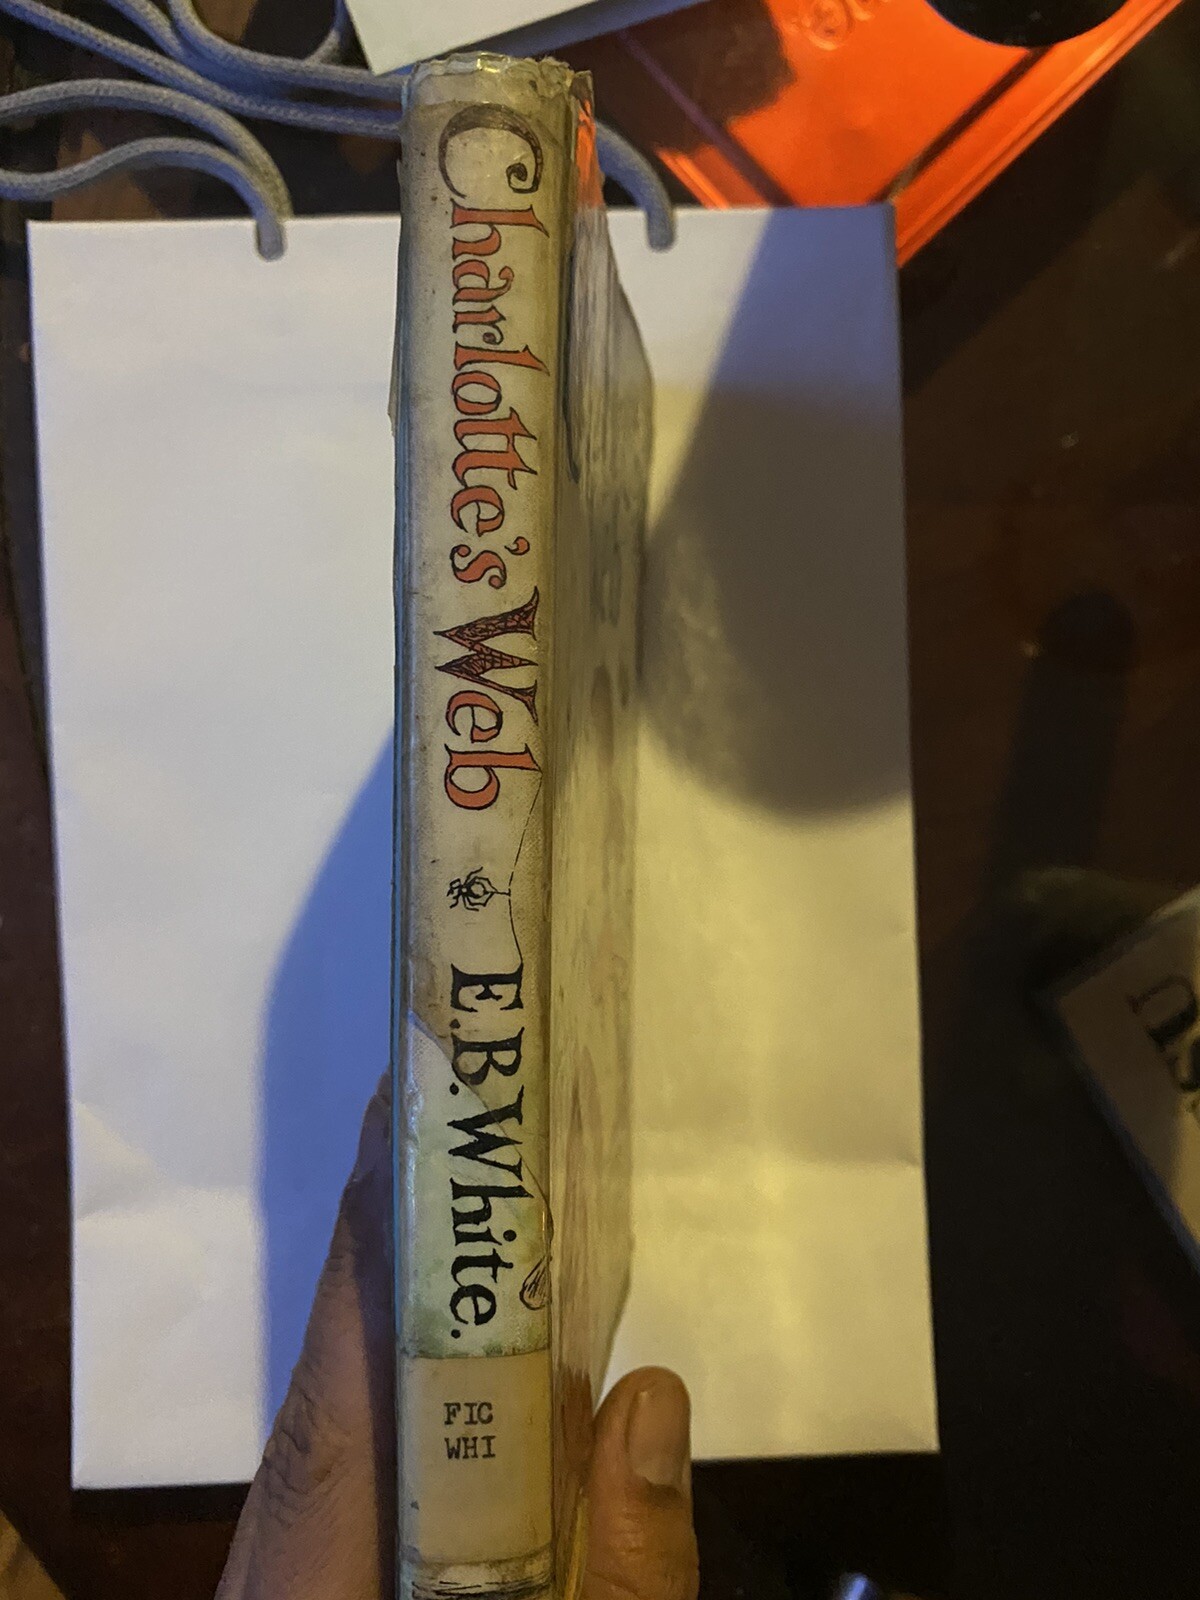 Charlotte's Web
E.B. White.
FIC
WHI